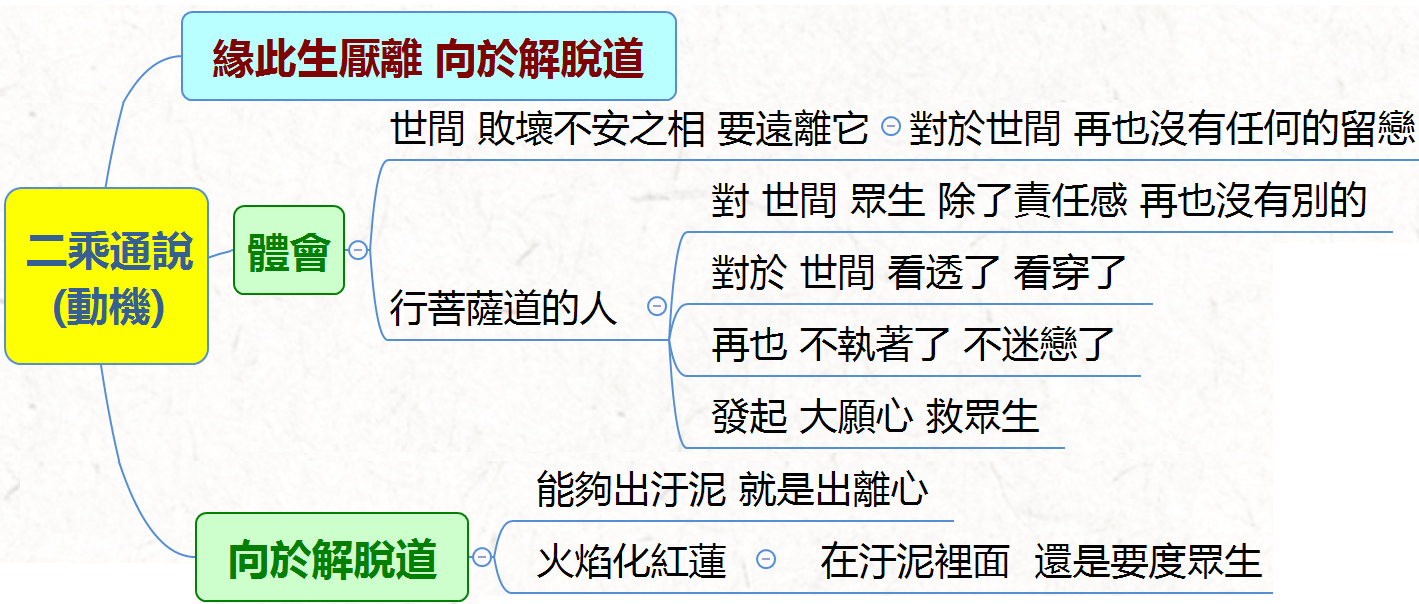 緣此生厭離 向於解脫道
世間 敗壞不安之相 要遠離它
對於世間 再也沒有任何的留戀
對 世間 眾生 除了責任感 再也沒有別的
二乘通說
(動機)
體會
對於 世間 看透了 看穿了
行菩薩道的人
再也 不執著了 不迷戀了
發起 大願心 救眾生
能夠出汙泥 就是出離心
向於解脫道
火焰化紅蓮
在汙泥裡面 還是要度眾生